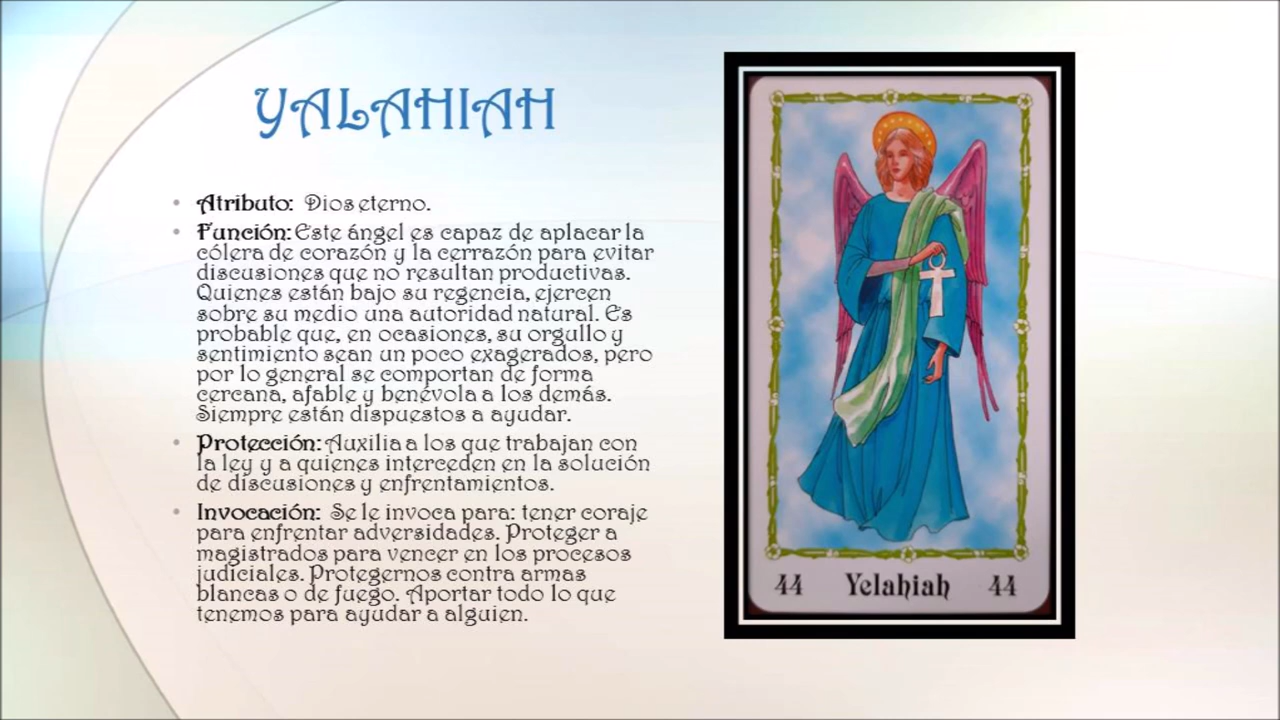 YALAHIAH
• Atributo: Dios eterno.
• Función: Este ángel es capaz de aplacar la
cólera de corazón y la cerrazón para evitar
discusiones que no resultan productivas.
Quienes están bajo su regencia, ejercen
sobre su medio una autoridad natural. Es
probable que, en ocasiones, su orgullo y
sentimiento sean un poco exagerados, pero
por lo general se comportan de forma
cercana, afable y benévola a los demás.
Siempre están dispuestos a ayudar.
• Protección: Auxilia a los que trabajan con
la ley y a quienes interceden en la solución
de discusiones y enfrentamientos.
• Invocación: Se le invoca para: tener coraje
para enfrentar adversidades. Proteger a
magistrados para vencer en los procesos
judiciales. Protegernos contra armas
blancas o de fuego. Aportar todo lo que
tenemos para ayudar a alguien.
44 Yelahiah 44